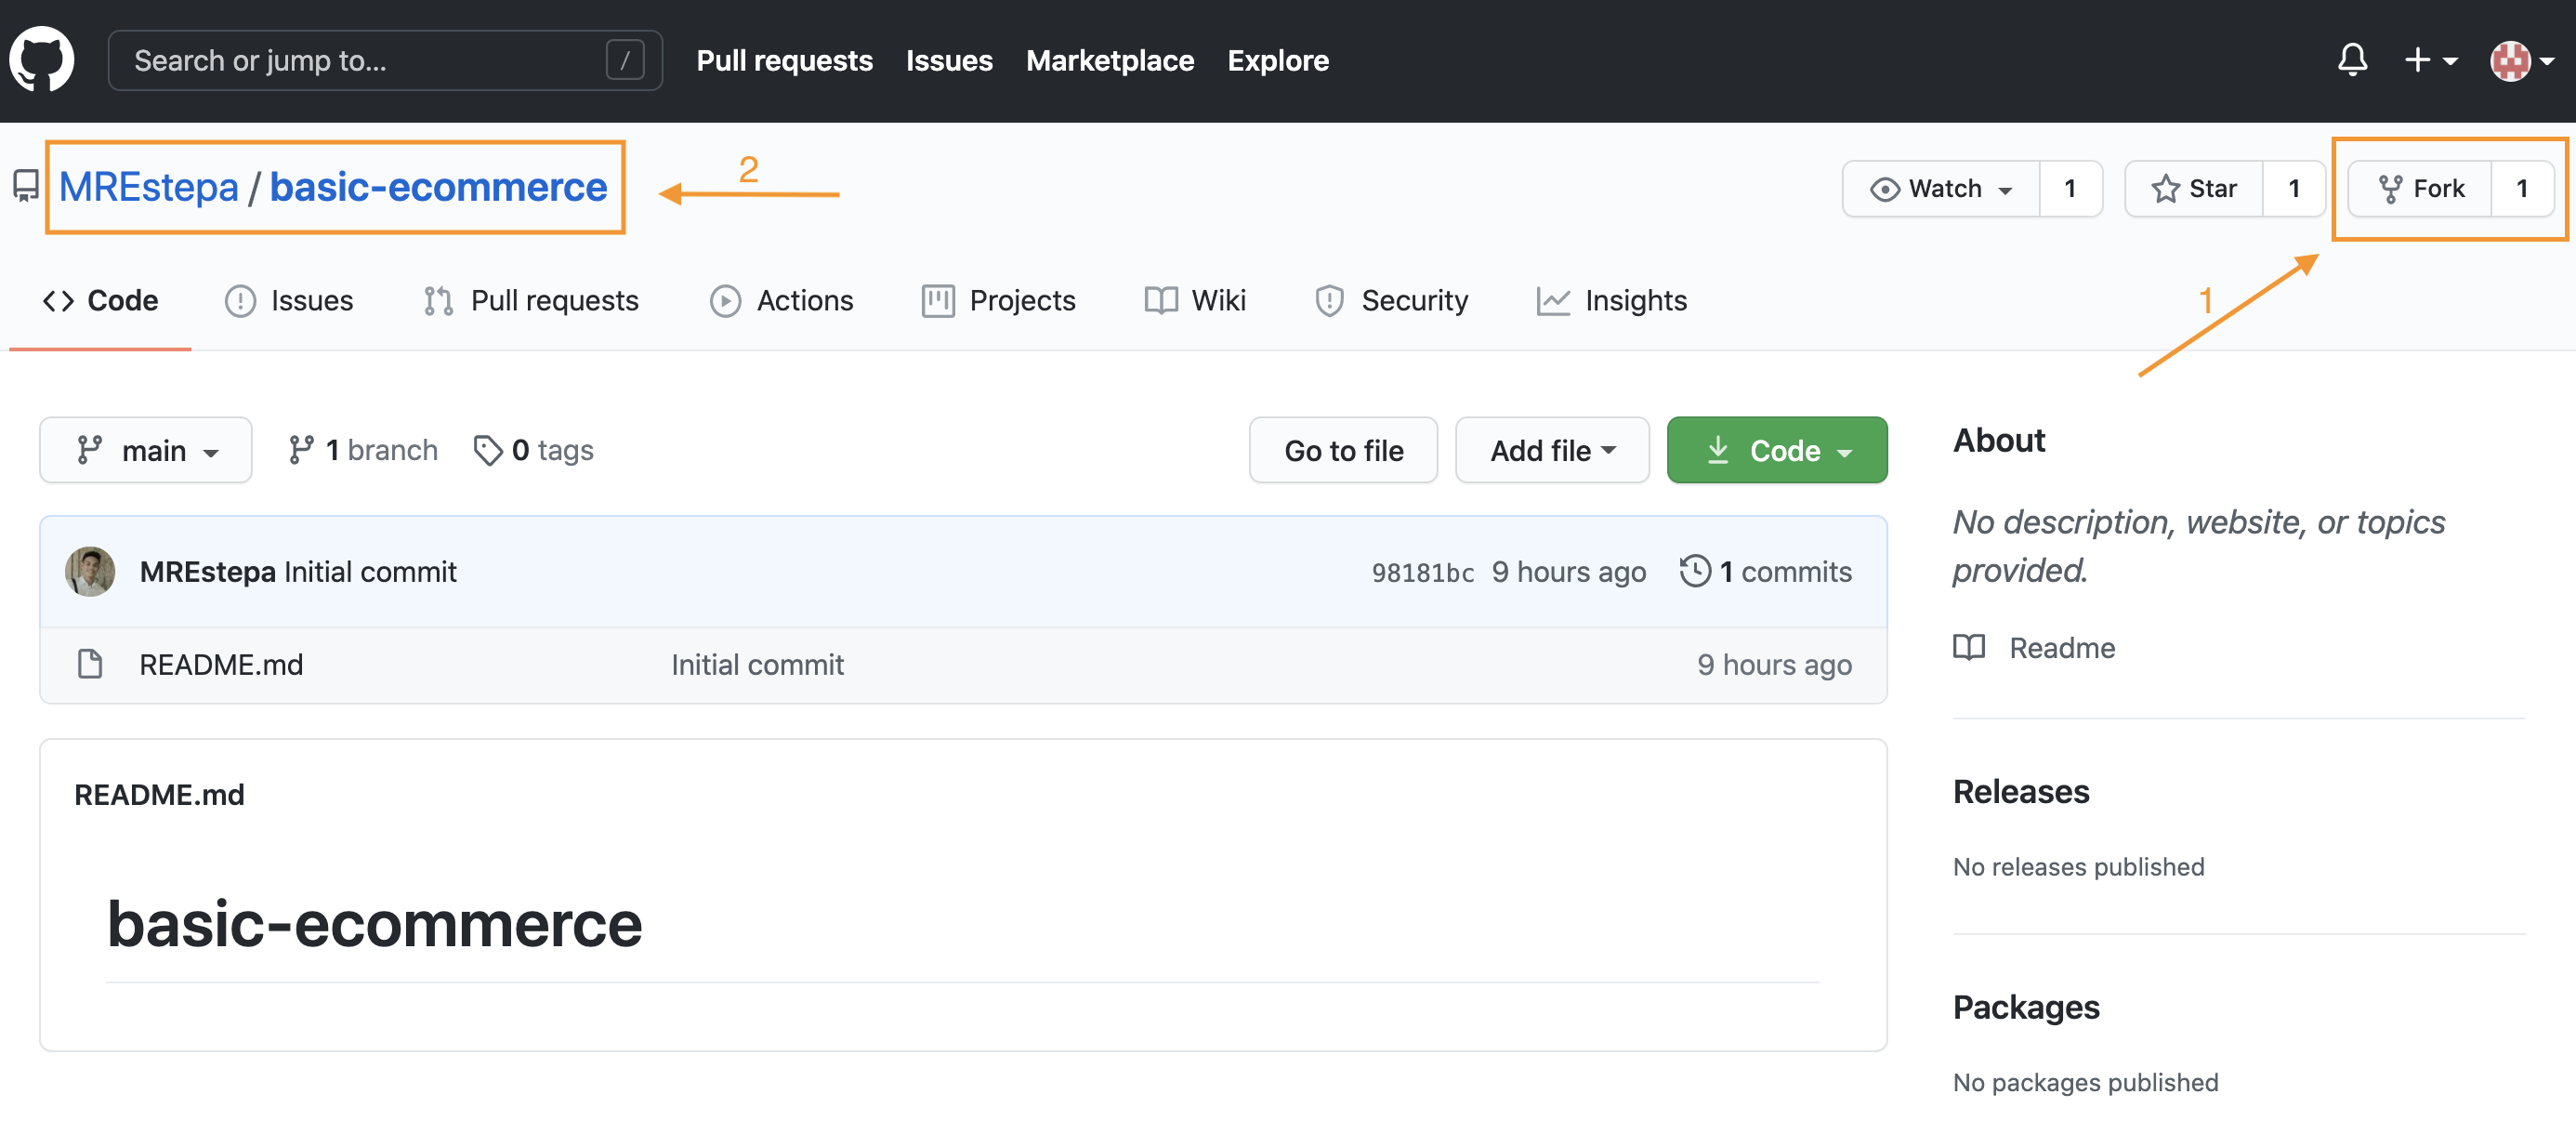 Search or jump to... / Pull requests Issues Marketplace Explore
MREstepa / basic-ecommerce 2 Watch 1 Star 1 Fork 1
1
Code Issues Pull requests Actions Projects Wiki Security Insights
main 1 branch 0 tags Go to file Add file Code
MREstepa Initial commit 98181bc 9 hours ago 1 commits
README.md Initial commit 9 hours ago
README.md
basic-ecommerce
About
No description, website, or topics
provided.
Readme
Releases
No releases published
Packages
No packages published